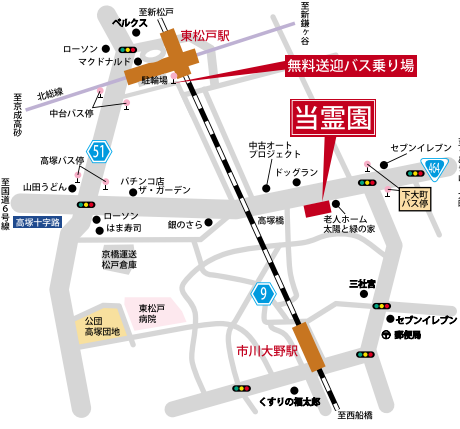 至新松戸
至新鎌ヶ谷
ベルクス
東松戸駅
ローソン
マクドナルド
無料送迎バス乗り場
駐輪場
北総線
至京成高砂
中台バス停
当霊園
51
中古オート
プロジェクト
セブンイレブン
高塚バス停
464
ドッグラン
至国道6号線
山田うどん
パチンコ店
ザ・ガーデン
下大町
バス停
高塚十字路
ローソン
はま寿司
銀のさら
高塚橋
老人ホーム
太陽と緑の家
京橋運送
松戸倉庫
三社宮
9
東松戸
病院
公団
高塚団地
セブンイレブン
郵便局
市川大野駅
くすりの福太郎
至西船橋